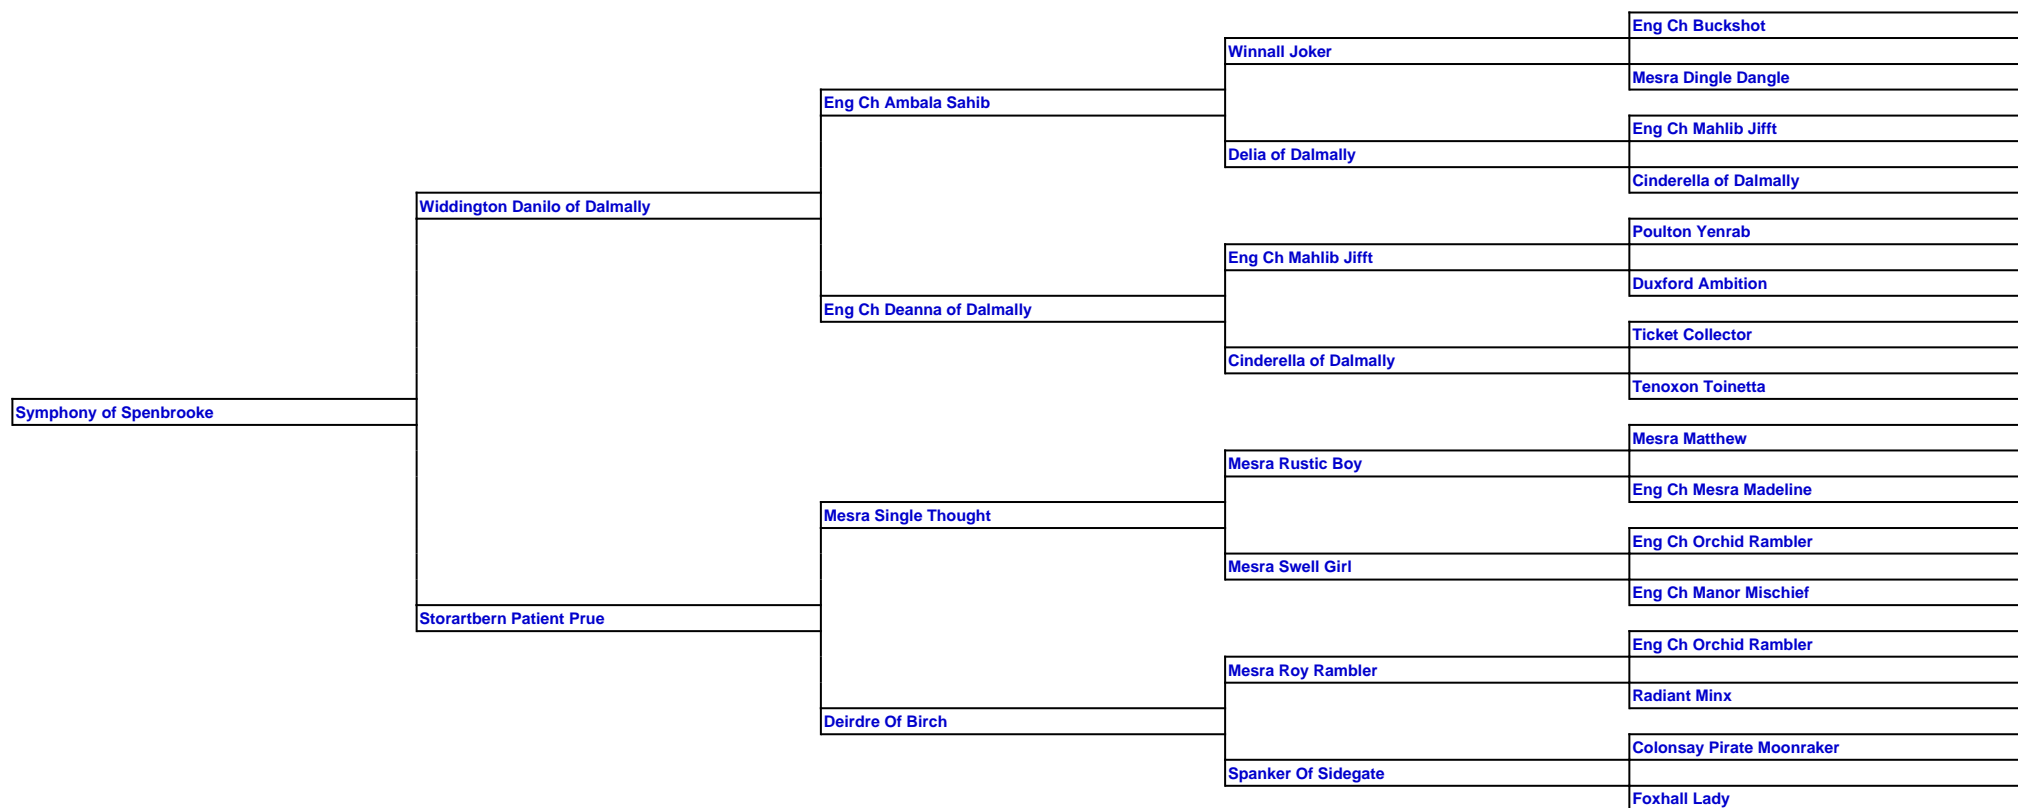 Eng Ch Buckshot
Winnall Joker
Mesra Dingle Dangle
Eng Ch Ambala Sahib
Eng Ch Mahlib Jifft
Delia of Dalmally
Cinderella of Dalmally
Widdington Danilo of Dalmally
Poulton Yenrab
Eng Ch Mahlib Jifft
Duxford Ambition
Eng Ch Deanna of Dalmally
Ticket Collector
Cinderella of Dalmally
Tenoxon Toinetta
Symphony of Spenbrooke
Mesra Matthew
Mesra Rustic Boy
Eng Ch Mesra Madeline
Mesra Single Thought
Eng Ch Orchid Rambler
Mesra Swell Girl
Eng Ch Manor Mischief
Storartbern Patient Prue
Eng Ch Orchid Rambler
Mesra Roy Rambler
Radiant Minx
Deirdre Of Birch
Colonsay Pirate Moonraker
Spanker Of Sidegate
Foxhall Lady